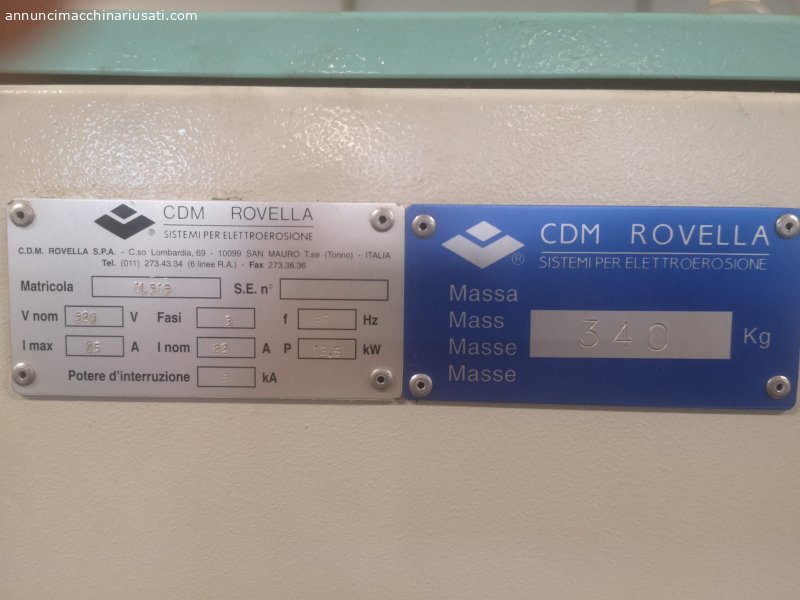 annuncimacchinariusati.com
CDM ROVELLA
®
SISTEMI PER ELETTROEROSIONE
C.D.M. ROVELLA S.P.A. - C.so Lombardia, 69 - 10099 SAN MAURO T.se (Torino) - ITALIA
Tel. (011) 273.43.34 (6 linee R.A.) - Fax 273.36.36
Matricola S.E. n°
V nom V Fasi f Hz
I max A I nom A P kW
Potere d'interruzione kA
CDM ROVELLA
®
SISTEMI PER ELETTROEROSIONE
Massa
Mass
Masse
Masse
340 Kg